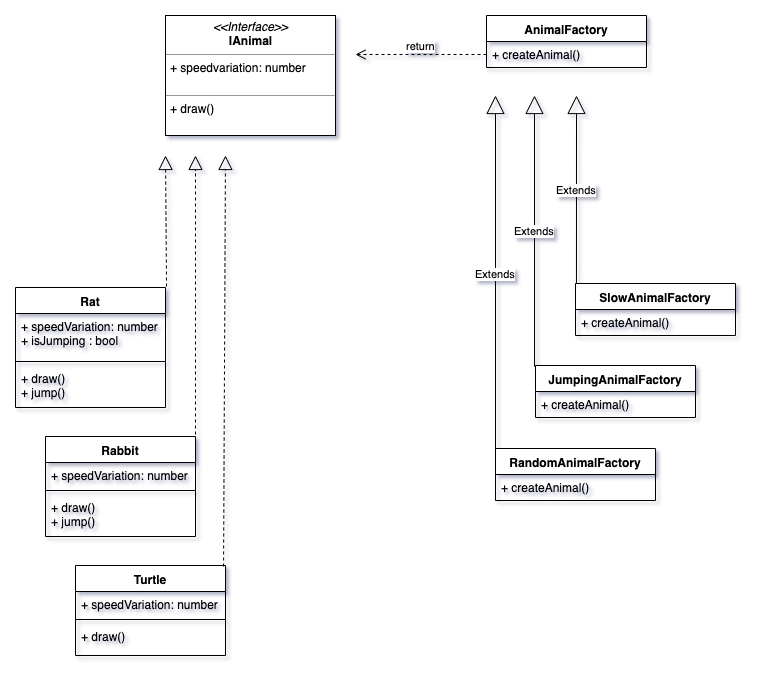 <<Interface>>
IAnimal
+ speedvariation: number
+ draw()
return
AnimalFactory
+ createAnimal()
Extends
Extends
Extends
Rat
+ speedVariation: number
+ isJumping : bool
+ draw()
+ jump()
SlowAnimalFactory
+ createAnimal()
JumpingAnimalFactory
+ createAnimal()
Rabbit
+ speedVariation: number
+ draw()
+ jump()
RandomAnimalFactory
+ createAnimal()
Turtle
+ speedVariation: number
+ draw()